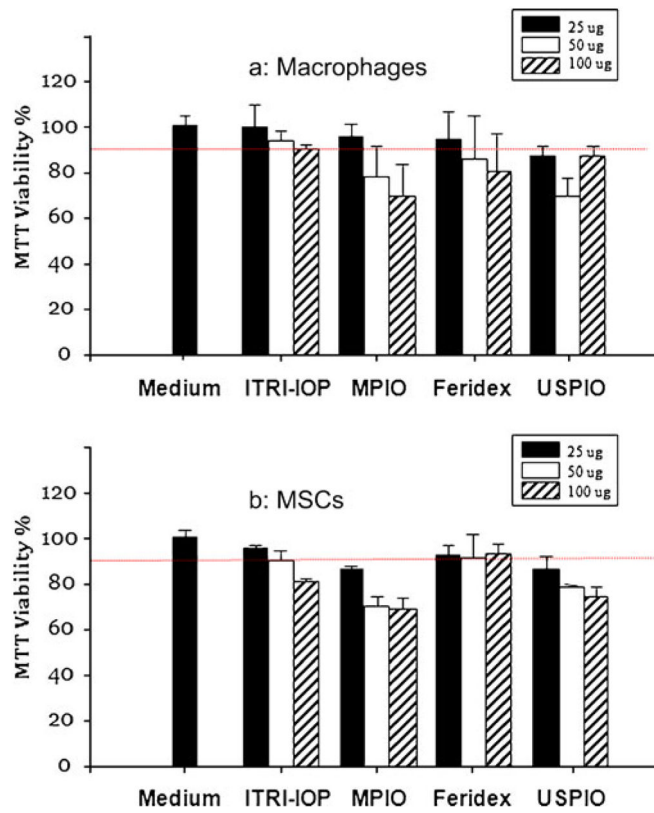 25 ug
50 ug
100 ug
a: Macrophages
MTT Viability %
120
100
80
60
40
20
0
Medium ITRI-IOP MPIO Feridex USPIO
25 ug
50 ug
100 ug
b: MSCs
MTT Viability %
120
100
80
60
40
20
0
Medium ITRI-IOP MPIO Feridex USPIO